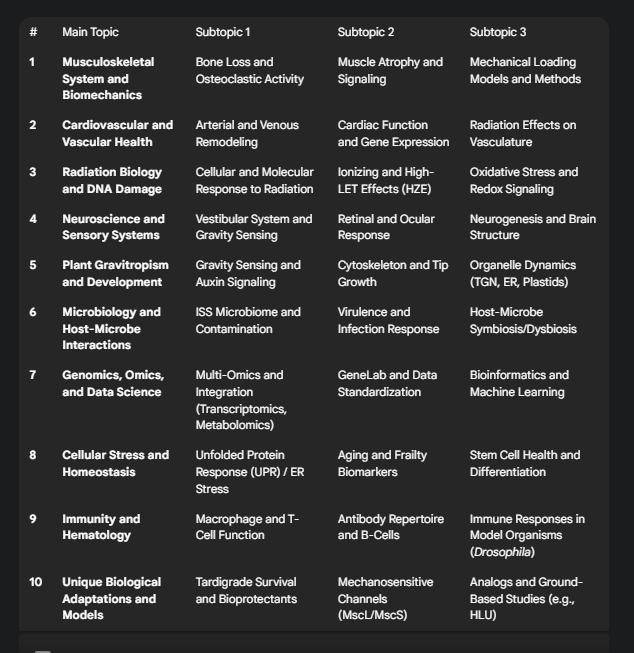 # Main Topic Subtopic 1 Subtopic 2 Subtopic 3
1 Musculoskeletal System and Biomechanics Bone Loss and Osteoclastic Activity Muscle Atrophy and Signaling Mechanical Loading Models and Methods
2 Cardiovascular and Vascular Health Arterial and Venous Remodeling Cardiac Function and Gene Expression Radiation Effects on Vasculature
3 Radiation Biology and DNA Damage Cellular and Molecular Response to Radiation Ionizing and High-LET Effects (HZE) Oxidative Stress and Redox Signaling
4 Neuroscience and Sensory Systems Vestibular System and Gravity Sensing Retinal and Ocular Response Neurogenesis and Brain Structure
5 Plant Gravitropism and Development Gravity Sensing and Auxin Signaling Cytoskeleton and Tip Growth Organelle Dynamics (TGN, ER, Plastids)
6 Microbiology and Host-Microbe Interactions ISS Microbiome and Contamination Virulence and Infection Response Host-Microbe Symbiosis/Dysbiosis
7 Genomics, Omics, and Data Science Multi-Omics and Integration (Transcriptomics, Metabolomics) GeneLab and Data Standardization Bioinformatics and Machine Learning
8 Cellular Stress and Homeostasis Unfolded Protein Response (UPR) / ER Stress Aging and Frailty Biomarkers Stem Cell Health and Differentiation
9 Immunity and Hematology Macrophage and T-Cell Function Antibody Repertoire and B-Cells Immune Responses in Model Organisms (Drosophila)
10 Unique Biological Adaptations and Models Tardigrade Survival and Bioprotectants Mechanosensitive Channels (MscL/MscS) Analogs and Ground-Based Studies (e.g., HLU)